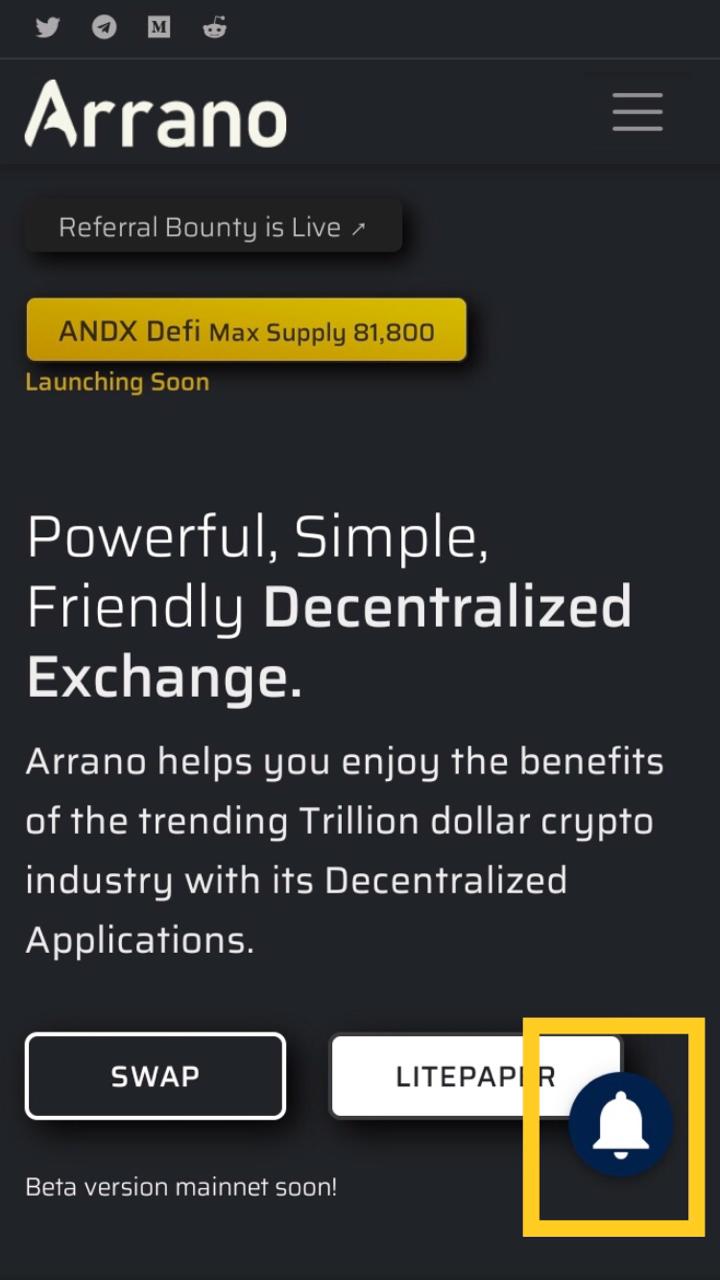 Arrano
Referral Bounty is Live ↗
ANDX Defi Max Supply 81,800
Launching Soon
Powerful, Simple,
Friendly Decentralized
Exchange.
Arrano helps you enjoy the benefits
of the trending Trillion dollar crypto
industry with its Decentralized
Applications.
SWAP
LITEPAPER
Beta version mainnet soon!